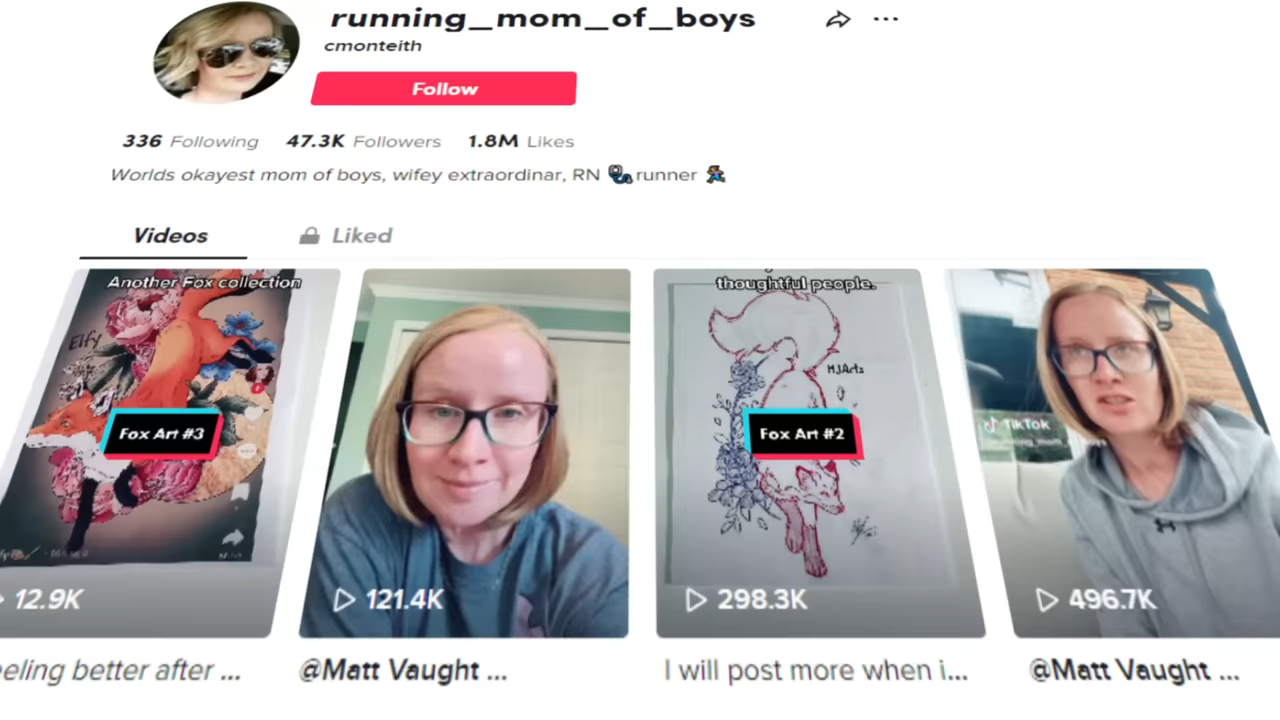 running_mom_of_boys
cmonteith
Follow
336 Following 47.3K Followers 1.8M Likes
Worlds okayest mom of boys, wifey extraordinar, RN 🩺 runner 🏃
Videos Liked
Another Fox collection
Elfy
Fox Art #3
12.9K
121.4K
thoughtful people.
MJArts
Fox Art #2
298.3K
TikTok
496.7K
eeling better after ...
@Matt Vaught ...
I will post more when i...
@Matt Vaught ...